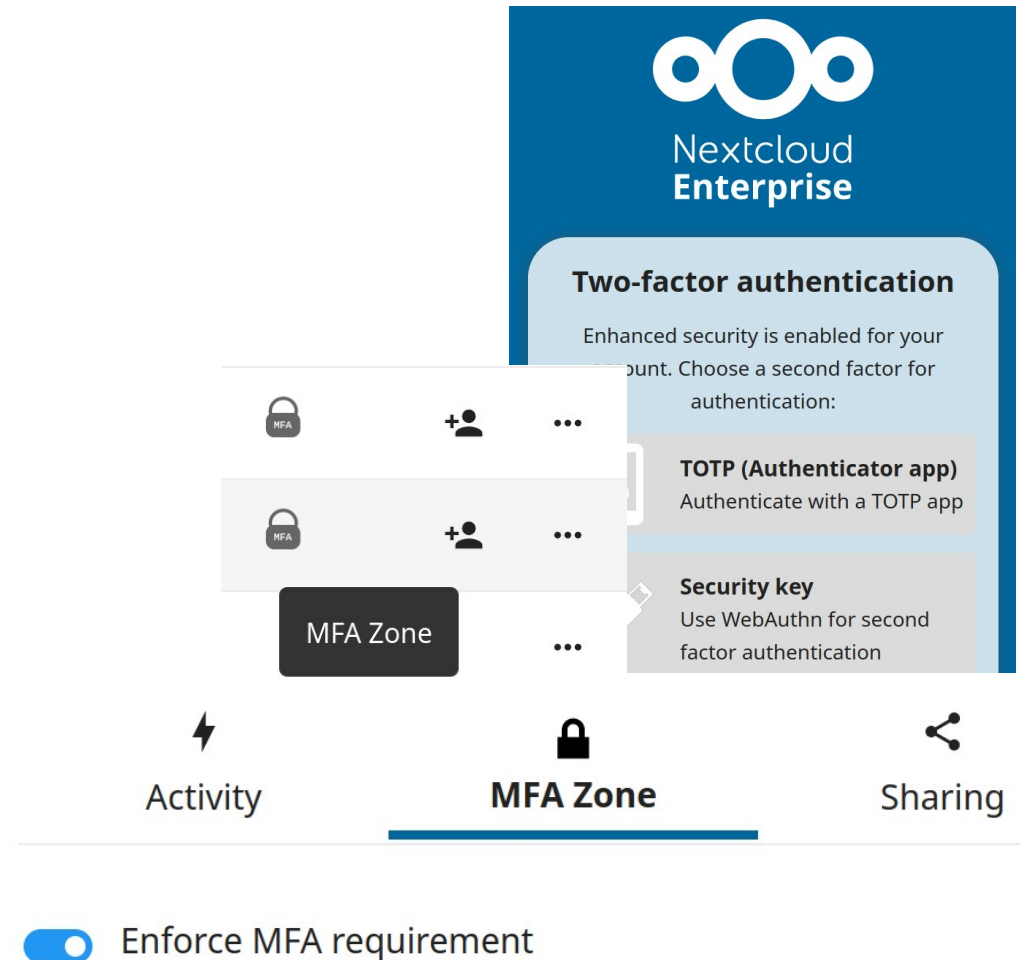 Nextcloud
Enterprise
Two-factor authentication
Enhanced security is enabled for your
Choose a second factor for
authentication:
TOTP (Authenticator app)
Authenticate with a TOTP app
Security key
Use WebAuthn for second
factor authentication
MFA
MFA
MFA Zone
Activity
MFA Zone
Sharing
Enforce MFA requirement